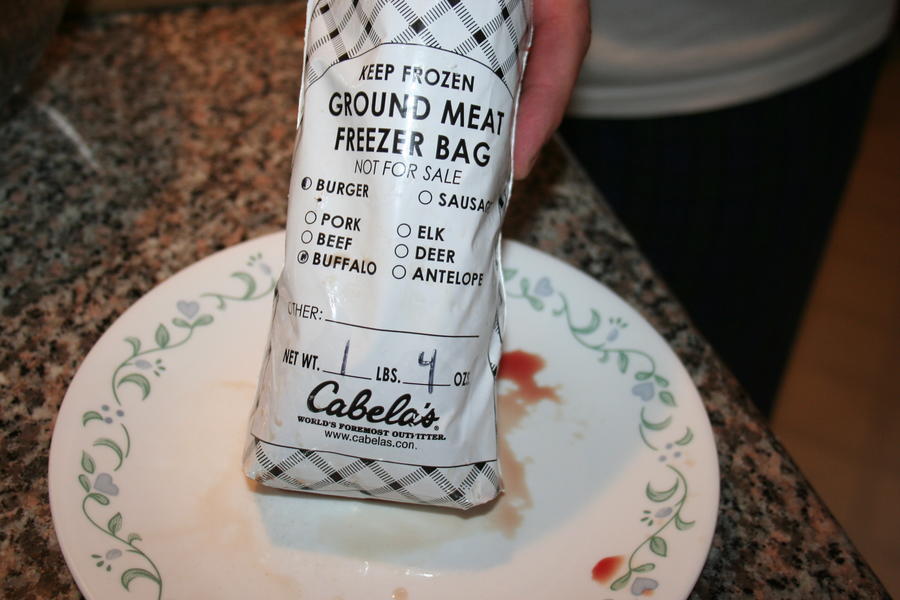 KEEP FROZEN
GROUND MEAT
FREEZER BAG
NOT FOR SALE
BURGER
PORK
BEEF
BUFFALO
SAUSAG
ELK
DEER
ANTELOPE
OTHER:
NET WT. 1 LBS. 4 OZ
Cabela's®
WORLD'S FOREMOST OUTFITTER.
www.cabelas.com.